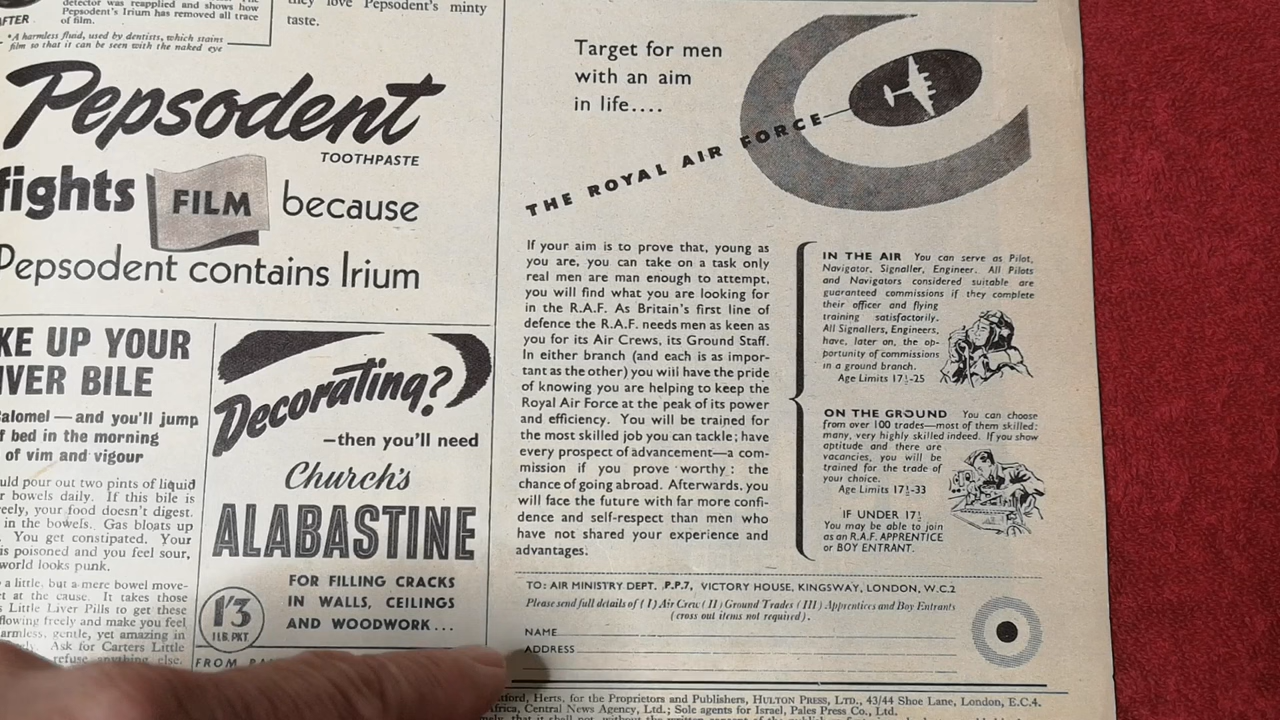 detector was reapplied and shows how
Pepsodent's Irium has removed all trace
of film.
AFTER
*A harmless fluid, used by dentists, which stains
film so that it can be seen with the naked eye
they love Pepsodent's minty
taste.
Pepsodent
TOOTHPASTE
fights FILM because
Pepsodent contains Irium
KE UP YOUR
IVER BILE
Calomel — and you'll jump
f bed in the morning
of vim and vigour
uld pour out two pints of liquid
r bowels daily. If this bile is
eely, your food doesn't digest.
in the bowels. Gas bloats up
You get constipated. Your
is poisoned and you feel sour,
world looks punk.
a little, but a mere bowel move-
et at the cause. It takes those
s Little Liver Pills to get these
flowing freely and make you feel
armless, gentle, yet amazing in
Ask for Carters Little
refuse anything else.
Decorating?
—then you'll need
Church's
ALABASTINE
FOR FILLING CRACKS
IN WALLS, CEILINGS
AND WOODWORK...
1'3
1 LB. PKT.
FROM
Target for men
with an aim
in life....
THE ROYAL AIR FORCE
If your aim is to prove that, young as
you are, you can take on a task only
real men are man enough to attempt,
you will find what you are looking for
in the R.A.F. As Britain's first line of
defence the R.A.F. needs men as keen as
you for its Air Crews, its Ground Staff.
In either branch (and each is as impor-
tant as the other) you will have the pride
of knowing you are helping to keep the
Royal Air Force at the peak of its power
and efficiency. You will be trained for
the most skilled job you can tackle; have
every prospect of advancement—a com-
mission if you prove worthy : the
chance of going abroad. Afterwards, you
will face the future with far more confi-
dence and self-respect than men who
have not shared your experience and
advantages.
IN THE AIR You can serve as Pilot,
Navigator, Signaller, Engineer. All Pilots
and Navigators considered suitable are
guaranteed commissions if they complete
their officer and flying
training satisfactorily.
All Signallers, Engineers,
have, later on, the op-
portunity of commissions
in a ground branch.
Age Limits 17½-25
ON THE GROUND You can choose
from over 100 trades—most of them skilled:
many, very highly skilled indeed. If you show
aptitude and there are
vacancies, you will be
trained for the trade of
your choice.
Age Limits 17½-33
IF UNDER 17½
You may be able to join
as an R.A.F. APPRENTICE
or BOY ENTRANT.
TO: AIR MINISTRY DEPT. P.P.7, VICTORY HOUSE, KINGSWAY, LONDON, W.C.2
Please send full details of (I) Air Crew (II) Ground Trades (III) Apprentices and Boy Entrants
(cross out items not required).
NAME
ADDRESS
tford, Herts, for the Proprietors and Publishers, HULTON PRESS, LTD., 43/44 Shoe Lane, London, E.C.4.
Africa, Central News Agency, Ltd.; Sole agents for Israel, Pales Press Co., Ltd.